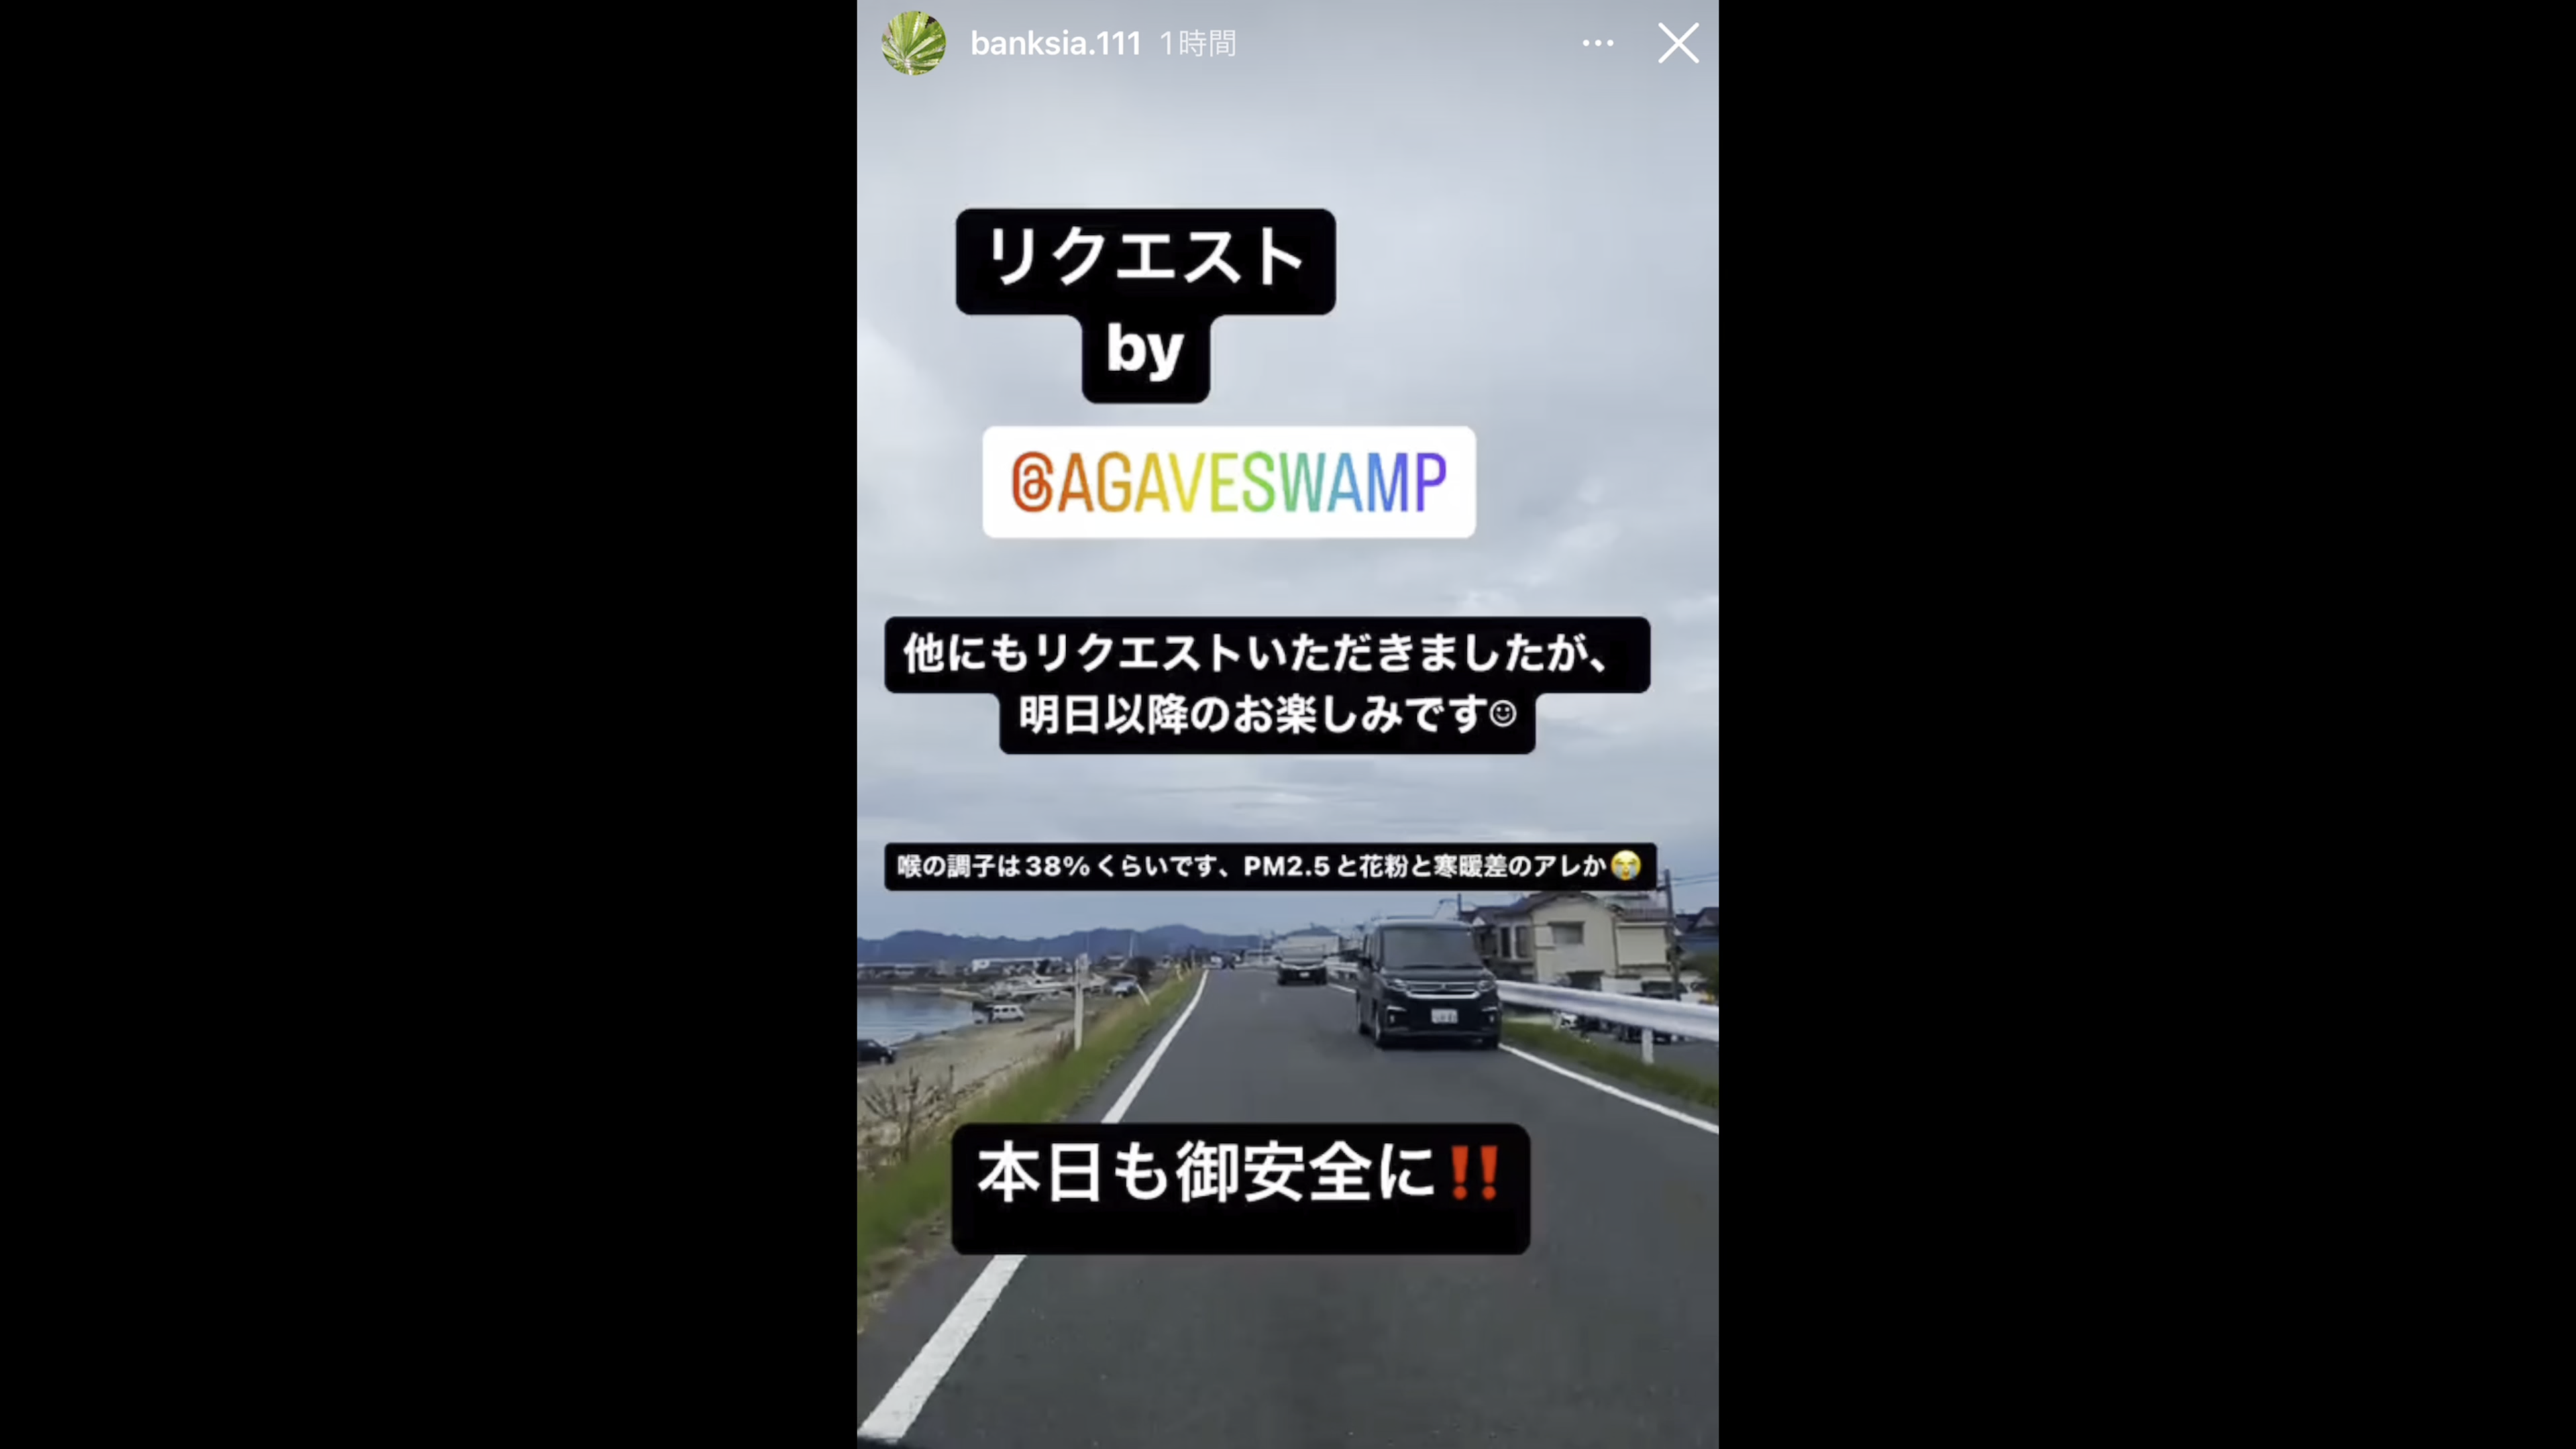 banksia.111 1時間
リクエスト
by
@AGAVESWAMP
他にもリクエストいただきましたが、
明日以降のお楽しみです☺
喉の調子は38%くらいです、PM2.5と花粉と寒暖差のアレか😭
本日も御安全に‼️